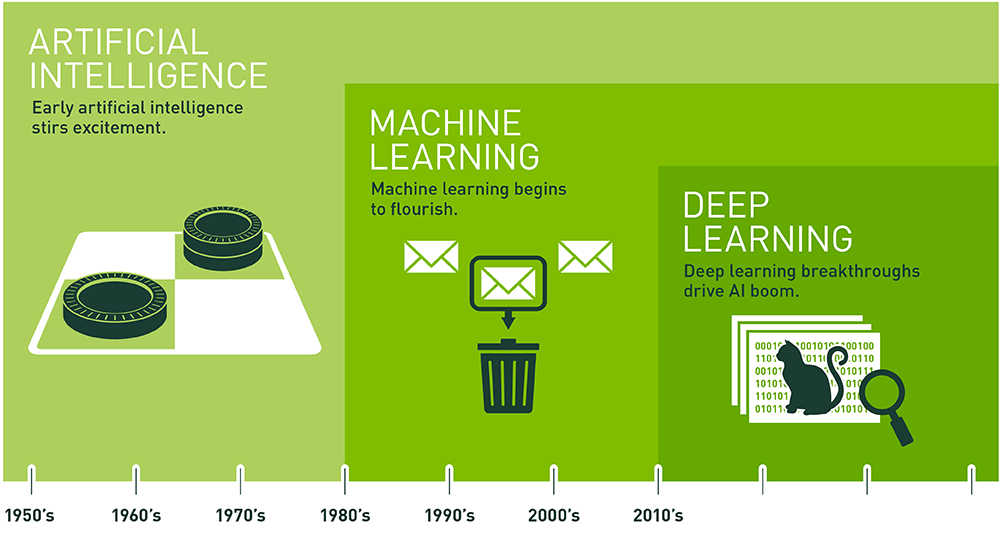 ARTIFICIAL
INTELLIGENCE
Early artificial intelligence
stirs excitement.
MACHINE
LEARNING
Machine learning begins
to flourish.
DEEP
LEARNING
Deep learning breakthroughs
drive AI boom.
1950’s
1960’s
1970’s
1980’s
1990’s
2000’s
2010’s